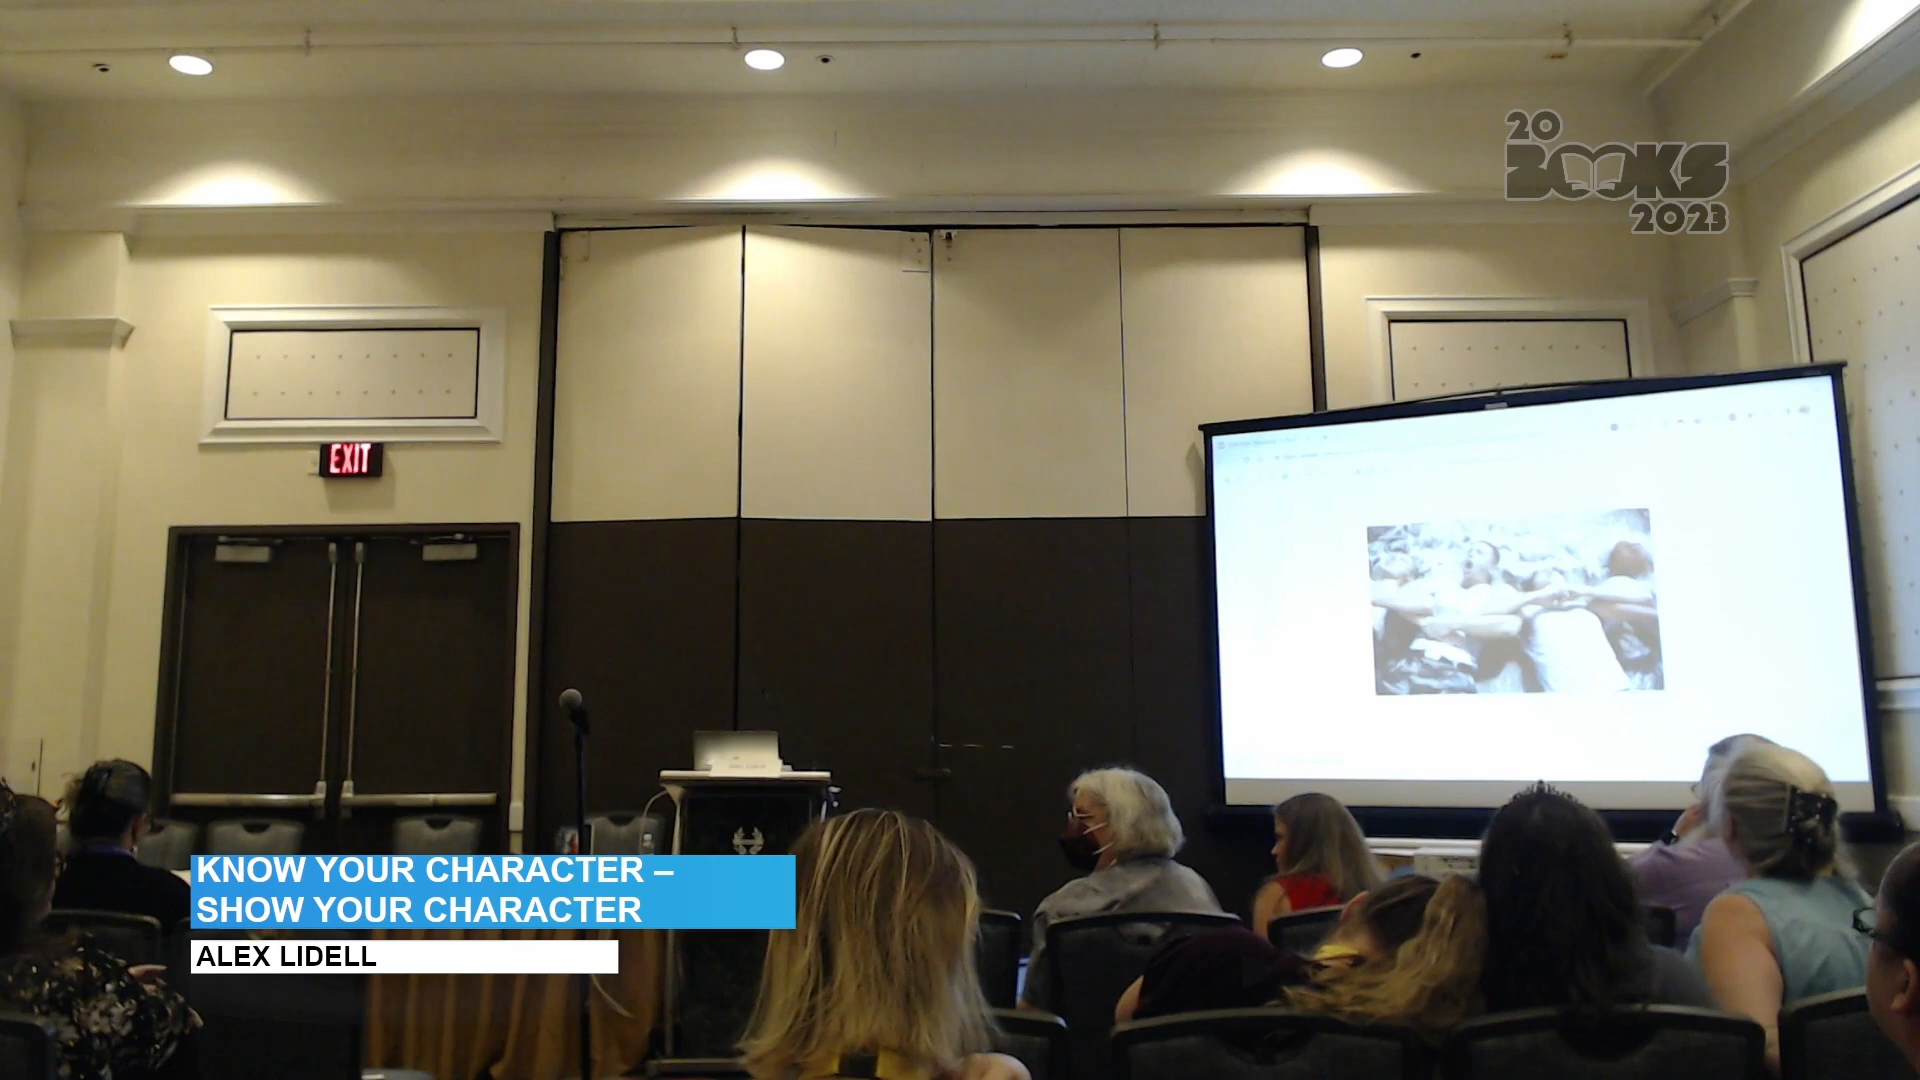 20
BOOKS
2023
EXIT
KNOW YOUR CHARACTER –
SHOW YOUR CHARACTER
ALEX LIDELL